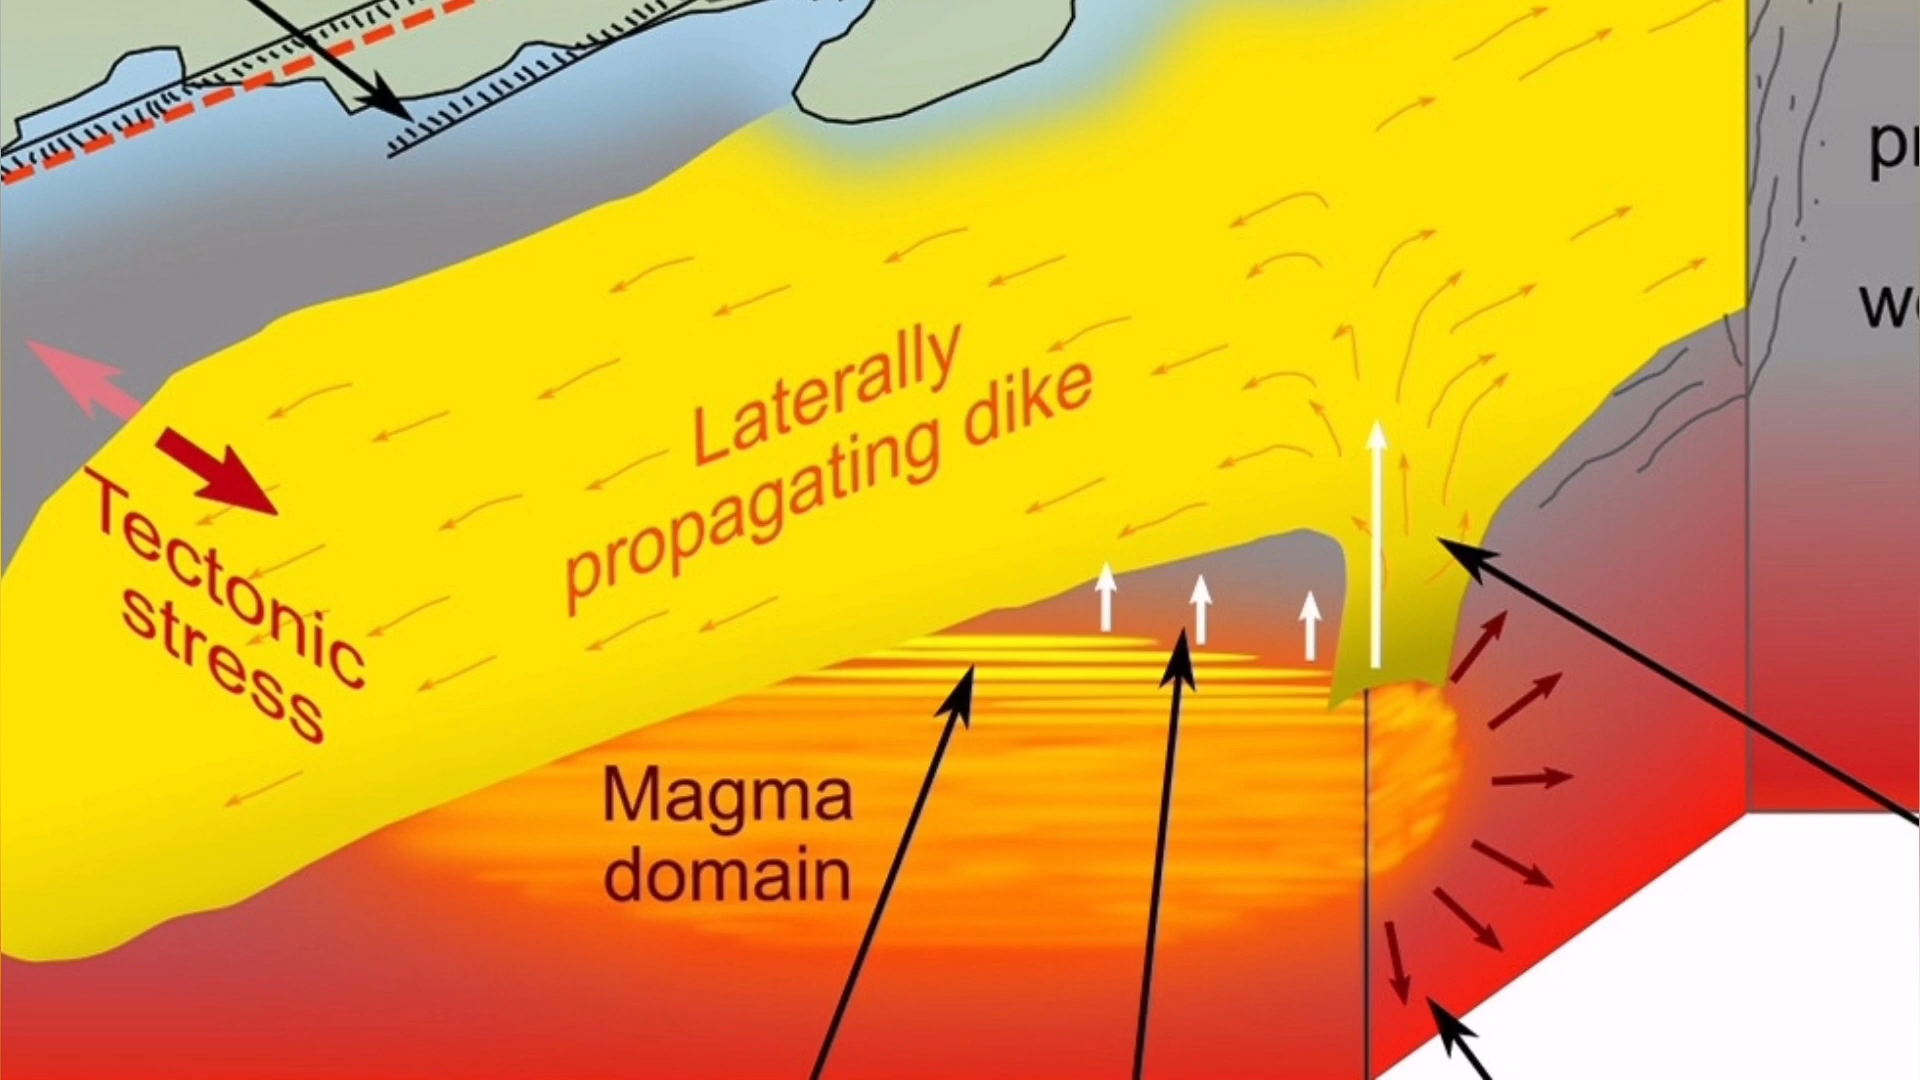 Laterally
propagating dike
Tectonic
stress
Magma
domain